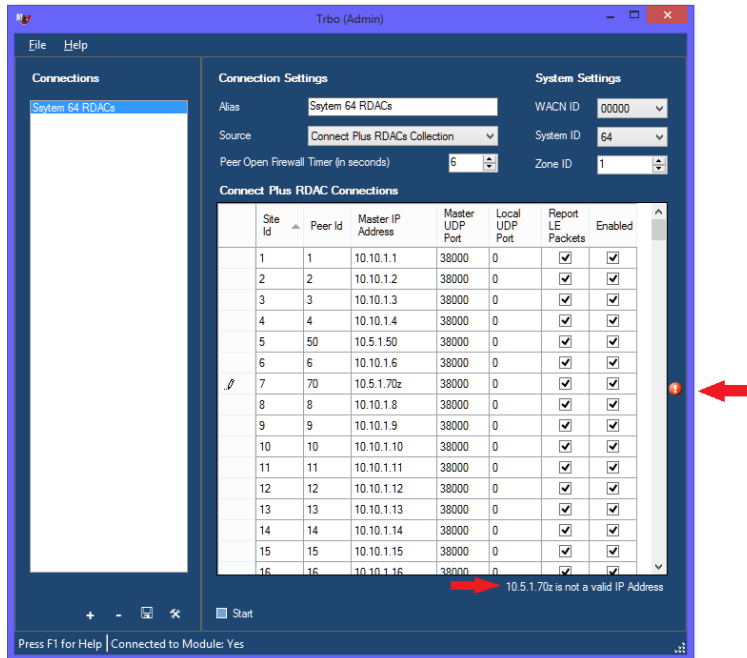 Trbo (Admin)
File Help
Connections
Ssytem 64 RDACs
Connection Settings
System Settings
Alias Ssytem 64 RDACs
WACN ID 00000
Source Connect Plus RDACs Collection
System ID 64
Peer Open Firewall Timer (in seconds) 6
Zone ID 1
Connect Plus RDAC Connections
Site Id Peer Id Master IP Address Master UDP Port Local UDP Port Report LE Packets Enabled
1 1 10.10.1.1 38000 0
2 2 10.10.1.2 38000 0
3 3 10.10.1.3 38000 0
4 4 10.10.1.4 38000 0
5 50 10.5.1.50 38000 0
6 6 10.10.1.6 38000 0
7 70 10.5.1.70z 38000 0
8 8 10.10.1.8 38000 0
9 9 10.10.1.9 38000 0
10 10 10.10.1.10 38000 0
11 11 10.10.1.11 38000 0
12 12 10.10.1.12 38000 0
13 13 10.10.1.13 38000 0
14 14 10.10.1.14 38000 0
15 15 10.10.1.15 38000 0
16 16 10.10.1.16 38000 0
10.5.1.70z is not a valid IP Address
+ -
Start
Press F1 for Help Connected to Module: Yes